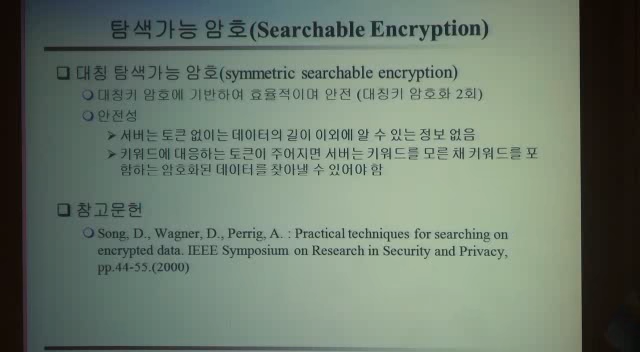 탐색가능 암호(Searchable Encryption)
대칭 탐색가능 암호(symmetric searchable encryption)
대칭키 암호에 기반하여 효율적이며 안전 (대칭키 암호화 2회)
안전성
서버는 토큰 없이는 데이터의 길이 이외에 알 수 있는 정보 없음
키워드에 대응하는 토큰이 주어지면 서버는 키워드를 모른 채 키워드를 포
함하는 암호화된 데이터를 찾아낼 수 있어야 함
참고문헌
Song, D., Wagner, D., Perrig, A. : Practical techniques for searching on
encrypted data. IEEE Symposium on Research in Security and Privacy,
pp.44-55.(2000)